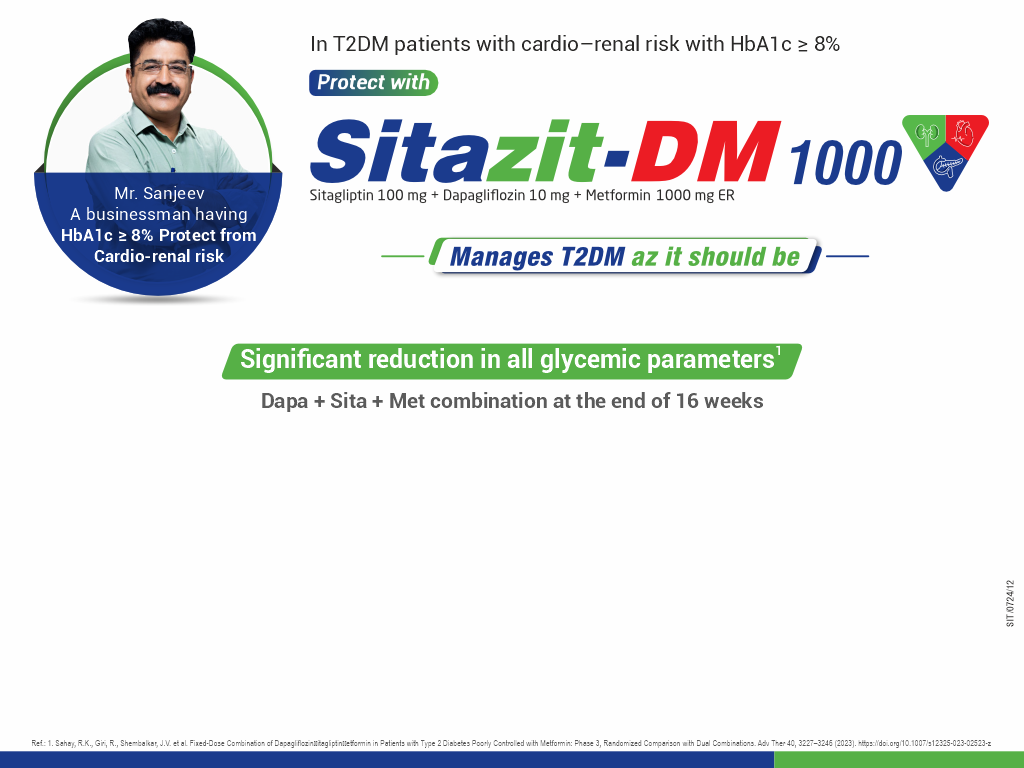 In T2DM patients with cardio–renal risk with HbA1c ≥ 8%
Protect with
Sitazit-DM 1000
Sitagliptin 100 mg + Dapagliflozin 10 mg + Metformin 1000 mg ER
Mr. Sanjeev
A businessman having
HbA1c ≥ 8% Protect from
Cardio-renal risk
Manages T2DM az it should be
Significant reduction in all glycemic parameters1
Dapa + Sita + Met combination at the end of 16 weeks
SIT/0724/12
Ref.: 1. Sahay, R.K., Giri, R., Shembalkar, J.V. et al. Fixed-Dose Combination of in Patients with Type 2 Diabetes Poorly Controlled with Metformin: Phase 3, Randomized Comparison with Dual Combinations. Adv Ther 40, 3227–3246 (2023). https://doi.org/10.1007/s12325-023-02523-z